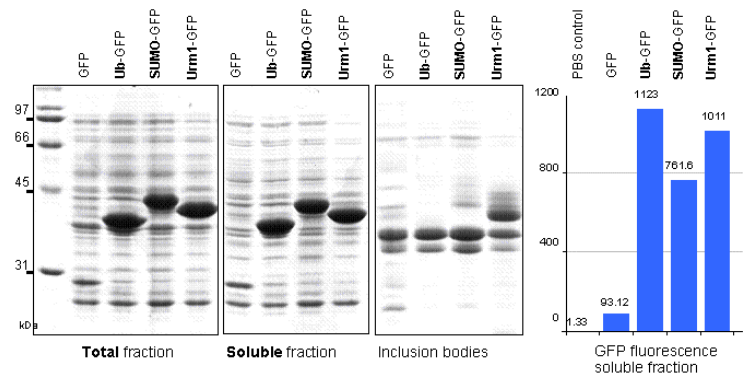 GFP
Ub-GFP
SUMO-GFP
Urm1-GFP
GFP
Ub-GFP
SUMO-GFP
Urm1-GFP
GFP
Ub-GFP
SUMO-GFP
Urm1-GFP
PBS control
GFP
Ub-GFP
SUMO-GFP
Urm1-GFP
97
66
45
31
kDa
1200
800
400
0
1.33
93.12
1123
761.6
1011
Total fraction
Soluble fraction
Inclusion bodies
GFP fluorescence
soluble fraction